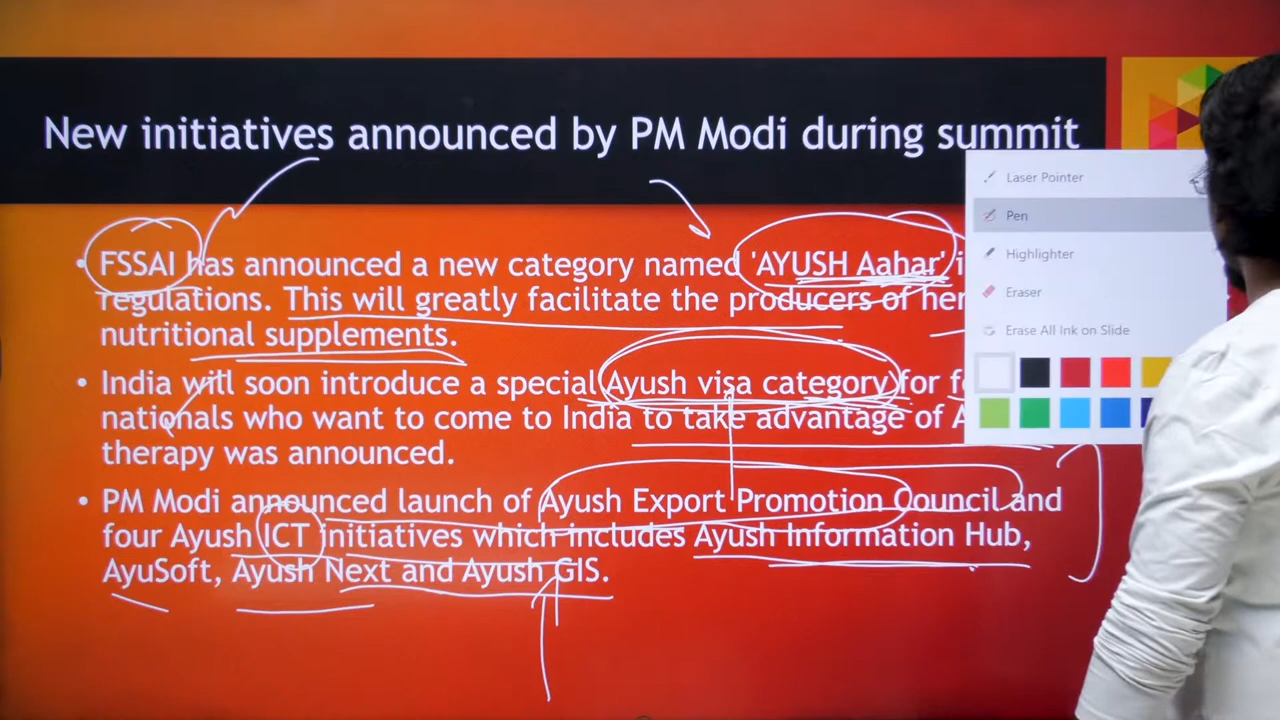 New initiatives announced by PM Modi during summit
Laser Pointer
Pen
Highlighter
Eraser
Erase All Ink on Slide
• FSSAI has announced a new category named 'AYUSH Aahar'
regulations. This will greatly facilitate the producers of
nutritional supplements.
• India will soon introduce a special Ayush visa category for
nationals who want to come to India to take advantage of
therapy was announced.
• PM Modi announced launch of Ayush Export Promotion Council and
four Ayush ICT initiatives which includes Ayush Information Hub,
AyuSoft, Ayush Next and Ayush GIS.